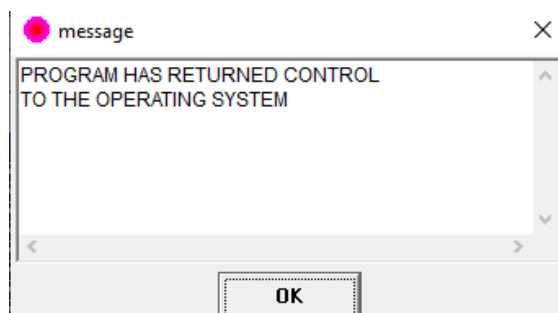 message
PROGRAM HAS RETURNED CONTROL
TO THE OPERATING SYSTEM
OK